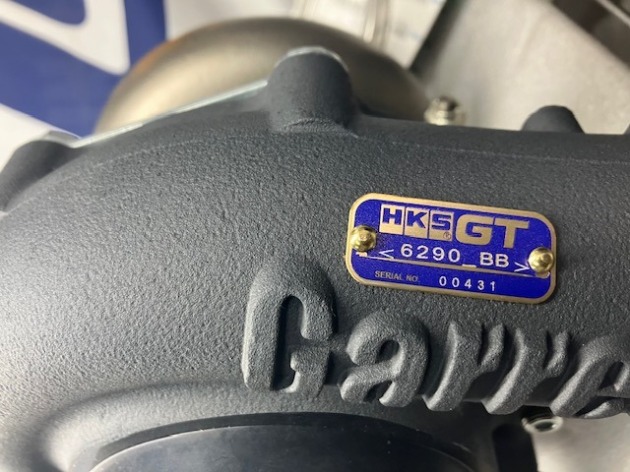 HKS® GT
<6290_BB>
SERIAL NO. 00431
Garre